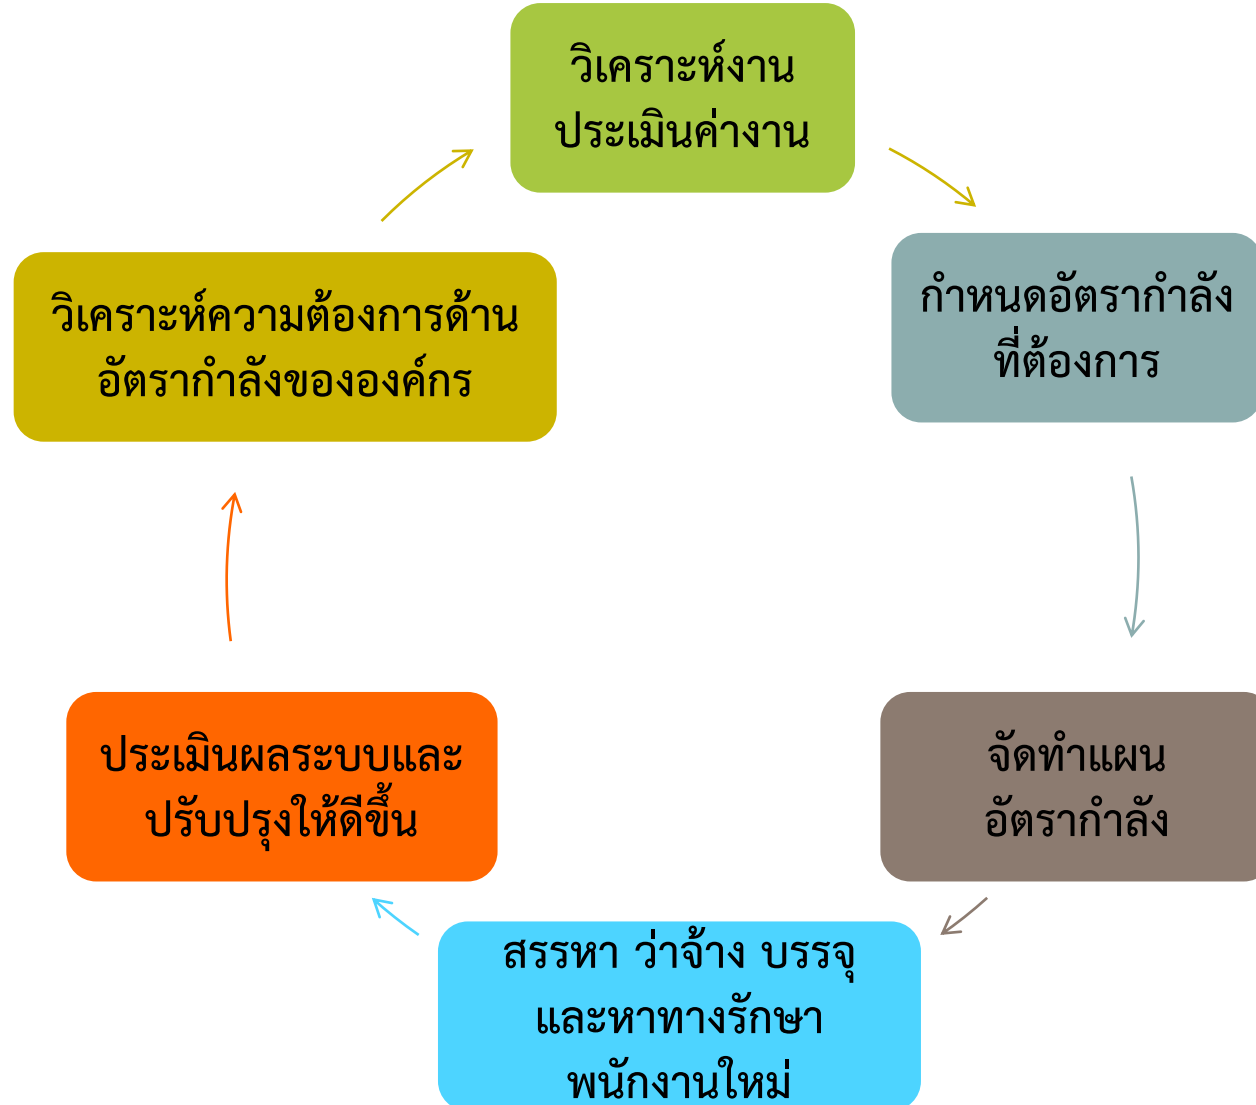 วิเคราะห์งาน
ประเมินค่างาน
กำหนดอัตรากำลัง
ที่ต้องการ
จัดทำแผน
อัตรากำลัง
สรรหา ว่าจ้าง บรรจุ
และหาทางรักษา
พนักงานใหม่
ประเมินผลระบบและ
ปรับปรุงให้ดีขึ้น
วิเคราะห์ความต้องการด้าน
อัตรากำลังขององค์กร